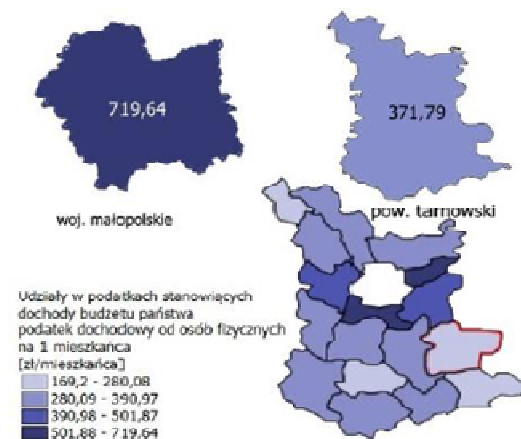 719,64
371,79
woj. małopolskie
pow. tarnowski
Udziały w podatkach stanowiących
dochody budżetu państwa
podatek dochodowy od osób fizycznych
na 1 mieszkańca
[zł/mieszkańca]
169,2 - 280,08
280,09 - 390,97
390,98 - 501,87
501,88 - 719,64